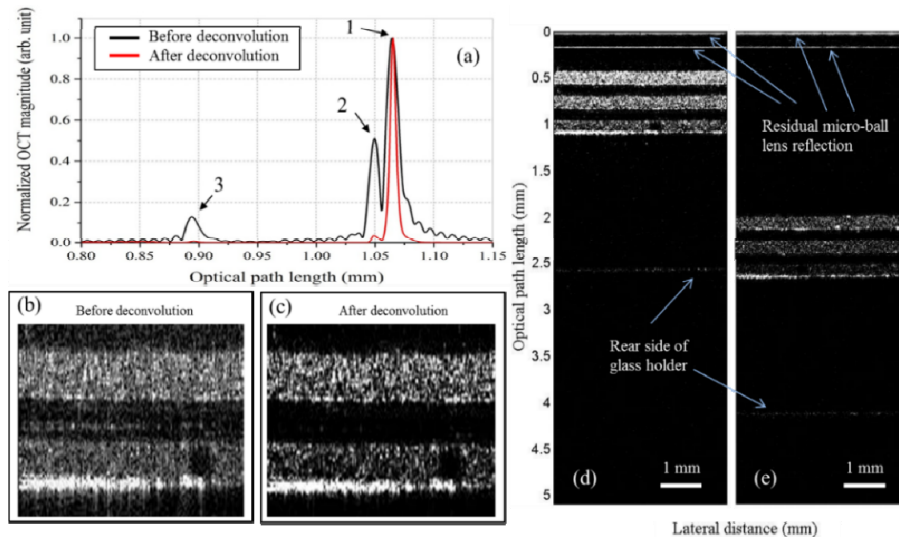 Normalized OCT magnitude (arb. unit)
1.0
0.8
0.6
0.4
0.2
0.0
Before deconvolution
After deconvolution
1
(a)
2
3
0.80
0.85
0.90
0.95
1.00
1.05
1.10
1.15
Optical path length (mm)
(b)
Before deconvolution
(c)
After deconvolution
Optical path length (mm)
0
0.5
1
1.5
2
2.5
3
3.5
4
4.5
5
Residual micro-ball
lens reflection
Rear side of
glass holder
(d)
1 mm
(e)
1 mm
Lateral distance (mm)